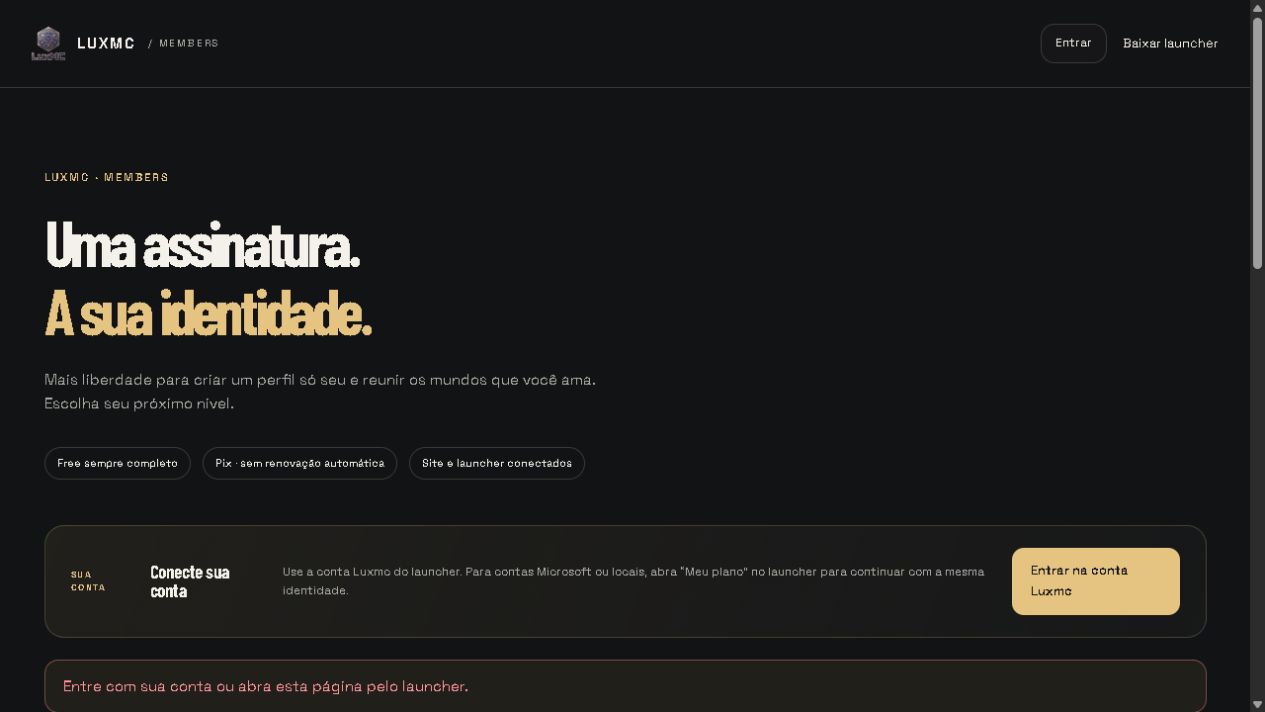 LUXMC / MEMBERS
Entrar
Baixar launcher
LUXMC · MEMBERS
Uma assinatura.
A sua identidade.
Mais liberdade para criar um perfil só seu e reunir os mundos que você ama.
Escolha seu próximo nível.
Free sempre completo
Pix · sem renovação automática
Site e launcher conectados
SUA
CONTA
Conecte sua
conta
Use a conta Luxmc do launcher. Para contas Microsoft ou locais, abra "Meu plano" no launcher para continuar com a mesma
identidade.
Entrar na conta
Luxmc
Entre com sua conta ou abra esta página pelo launcher.